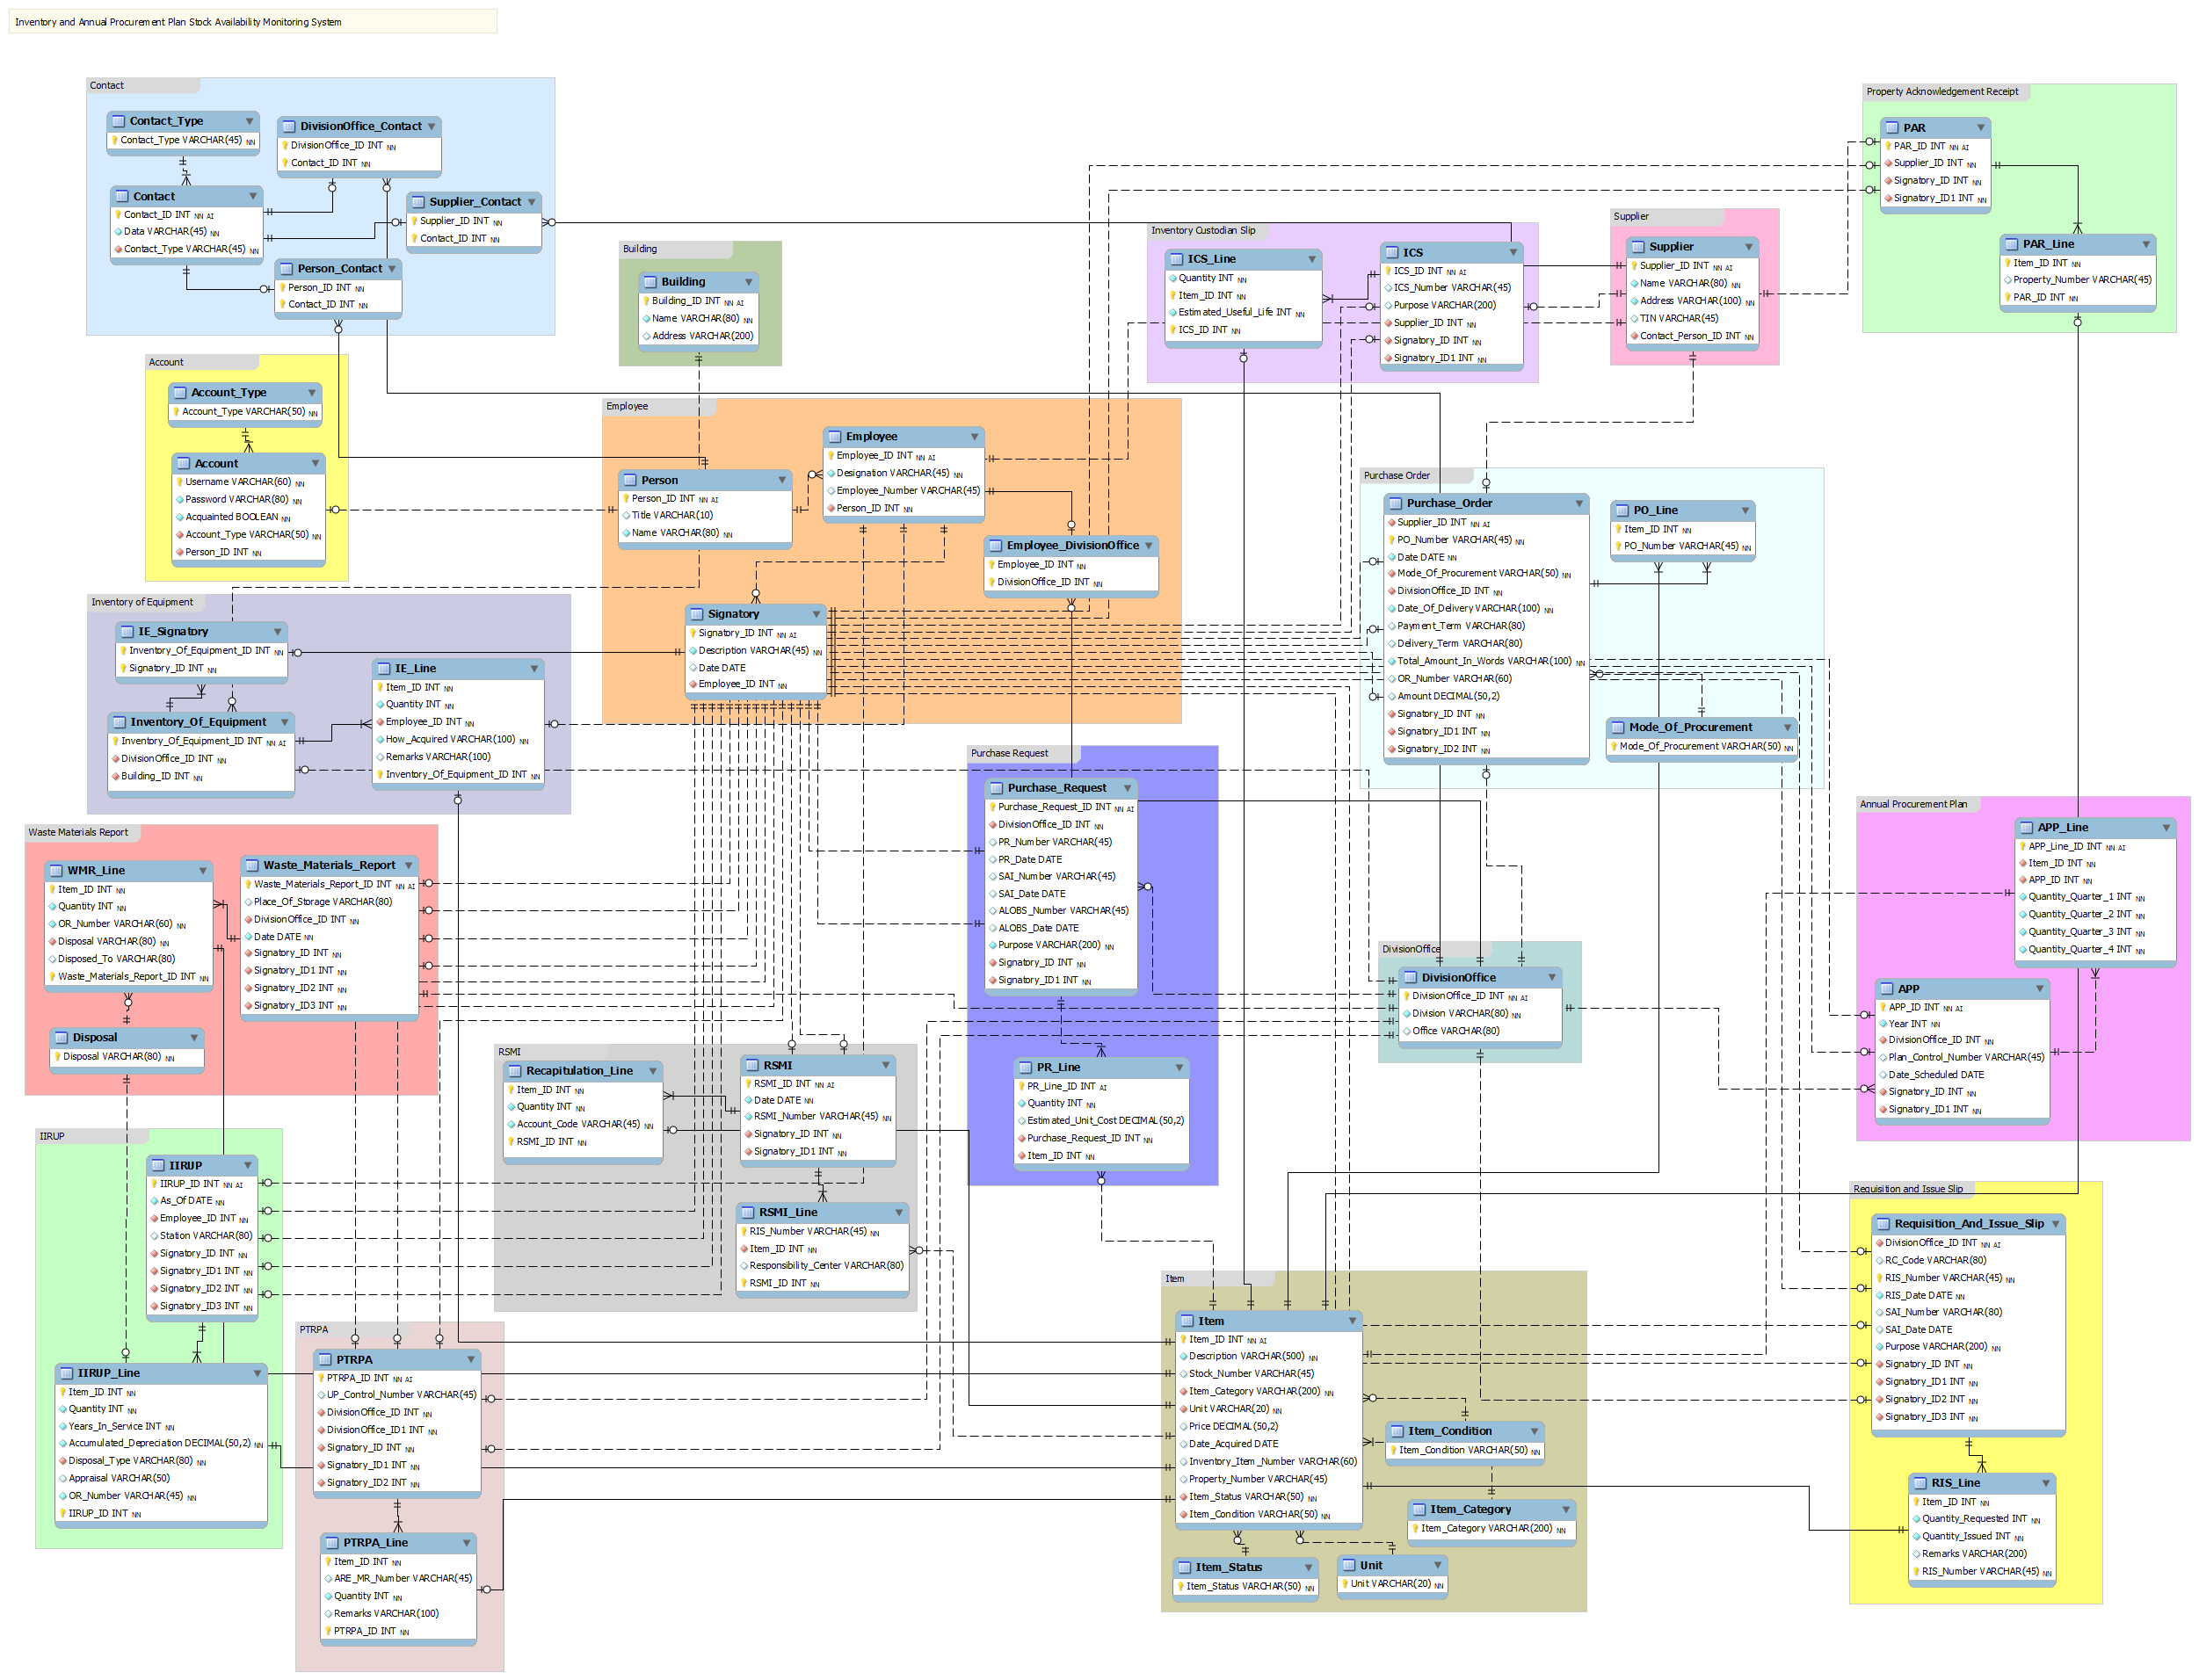 Inventory and Annual Procurement Plan Stock Availability Monitoring System
Contact
Contact_Type
Contact_Type VARCHAR(45) NN
DivisionOffice_Contact
DivisionOffice_ID INT NN
Contact_ID INT NN
Contact
Contact_ID INT NN AI
Data VARCHAR(45) NN
Contact_Type VARCHAR(45) NN
Supplier_Contact
Supplier_ID INT NN
Contact_ID INT NN
Person_Contact
Person_ID INT NN
Contact_ID INT NN
Building
Building
Building_ID INT NN AI
Name VARCHAR(80) NN
Address VARCHAR(200)
Inventory Custodian Slip
ICS_Line
Quantity INT NN
Item_ID INT NN
Estimated_Useful_Life INT NN
ICS_ID INT NN
ICS
ICS_ID INT NN AI
ICS_Number VARCHAR(45)
Purpose VARCHAR(200)
Supplier_ID INT NN
Signatory_ID INT NN
Signatory_ID1 INT NN
Supplier
Supplier
Supplier_ID INT NN AI
Name VARCHAR(80) NN
Address VARCHAR(100) NN
TIN VARCHAR(45)
Contact_Person_ID INT NN
Property Acknowledgement Receipt
PAR
PAR_ID INT NN AI
Supplier_ID INT NN
Signatory_ID INT NN
Signatory_ID1 INT NN
PAR_Line
Item_ID INT NN
Property_Number VARCHAR(45)
PAR_ID INT NN
Account
Account_Type
Account_Type VARCHAR(50) NN
Account
Username VARCHAR(60) NN
Password VARCHAR(80) NN
Acquainted BOOLEAN NN
Account_Type VARCHAR(50) NN
Person_ID INT NN
Employee
Person
Person_ID INT NN AI
Title VARCHAR(10)
Name VARCHAR(80) NN
Employee
Employee_ID INT NN AI
Designation VARCHAR(45) NN
Employee_Number VARCHAR(45)
Person_ID INT NN
Employee_DivisionOffice
Employee_ID INT NN
DivisionOffice_ID INT NN
Signatory
Signatory_ID INT NN AI
Description VARCHAR(45) NN
Date DATE
Employee_ID INT NN
Purchase Order
Purchase_Order
Supplier_ID INT NN AI
PO_Number VARCHAR(45) NN
Date DATE NN
Mode_Of_Procurement VARCHAR(50) NN
DivisionOffice_ID INT NN
Date_Of_Delivery VARCHAR(100) NN
Payment_Term VARCHAR(80)
Delivery_Term VARCHAR(80)
Total_Amount_In_Words VARCHAR(100) NN
OR_Number VARCHAR(60)
Amount DECIMAL(50,2)
Signatory_ID INT NN
Signatory_ID1 INT NN
Signatory_ID2 INT NN
PO_Line
Item_ID INT NN
PO_Number VARCHAR(45) NN
Mode_Of_Procurement
Mode_Of_Procurement VARCHAR(50) NN
Inventory of Equipment
IE_Signatory
Inventory_Of_Equipment_ID INT NN
Signatory_ID INT NN
IE_Line
Item_ID INT NN
Quantity INT NN
Employee_ID INT NN
How_Acquired VARCHAR(100) NN
Remarks VARCHAR(100)
Inventory_Of_Equipment_ID INT NN
Inventory_Of_Equipment
Inventory_Of_Equipment_ID INT NN AI
DivisionOffice_ID INT NN
Building_ID INT NN
Purchase Request
Purchase_Request
Purchase_Request_ID INT NN AI
DivisionOffice_ID INT NN
PR_Number VARCHAR(45)
PR_Date DATE
SAI_Number VARCHAR(45)
SAI_Date DATE
ALOBS_Number VARCHAR(45)
ALOBS_Date DATE
Purpose VARCHAR(200) NN
Signatory_ID INT NN
Signatory_ID1 INT NN
PR_Line
PR_Line_ID INT AI
Quantity INT NN
Estimated_Unit_Cost DECIMAL(50,2)
Purchase_Request_ID INT NN
Item_ID INT NN
Annual Procurement Plan
APP_Line
APP_Line_ID INT NN AI
Item_ID INT NN
APP_ID INT NN
Quantity_Quarter_1 INT NN
Quantity_Quarter_2 INT NN
Quantity_Quarter_3 INT NN
Quantity_Quarter_4 INT NN
APP
APP_ID INT NN AI
Year INT NN
DivisionOffice_ID INT NN
Plan_Control_Number VARCHAR(45)
Date_Scheduled DATE
Signatory_ID INT NN
Signatory_ID1 INT NN
Waste Materials Report
WMR_Line
Item_ID INT NN
Quantity INT NN
OR_Number VARCHAR(60) NN
Disposal VARCHAR(80) NN
Disposed_To VARCHAR(80)
Waste_Materials_Report_ID INT NN
Waste_Materials_Report
Waste_Materials_Report_ID INT NN AI
Place_Of_Storage VARCHAR(80)
DivisionOffice_ID INT NN
Date DATE NN
Signatory_ID INT NN
Signatory_ID1 INT NN
Signatory_ID2 INT NN
Signatory_ID3 INT NN
Disposal
Disposal VARCHAR(80) NN
DivisionOffice
DivisionOffice
DivisionOffice_ID INT NN AI
Division VARCHAR(80) NN
Office VARCHAR(80)
RSMI
Recapitulation_Line
Item_ID INT NN
Quantity INT NN
Account_Code VARCHAR(45) NN
RSMI_ID INT NN
RSMI
RSMI_ID INT NN AI
Date DATE NN
RSMI_Number VARCHAR(45) NN
Signatory_ID INT NN
Signatory_ID1 INT NN
RSMI_Line
RIS_Number VARCHAR(45) NN
Item_ID INT NN
Responsibility_Center VARCHAR(80)
RSMI_ID INT NN
IIRUP
IIRUP
IIRUP_ID INT NN AI
As_Of DATE NN
Employee_ID INT NN
Station VARCHAR(80)
Signatory_ID INT NN
Signatory_ID1 INT NN
Signatory_ID2 INT NN
Signatory_ID3 INT NN
IIRUP_Line
Item_ID INT NN
Quantity INT NN
Years_In_Service INT NN
Accumulated_Depreciation DECIMAL(50,2) NN
Disposal_Type VARCHAR(80) NN
Appraisal VARCHAR(50)
OR_Number VARCHAR(45) NN
IIRUP_ID INT NN
PTRPA
PTRPA
PTRPA_ID INT NN AI
UP_Control_Number VARCHAR(45)
DivisionOffice_ID INT NN
DivisionOffice_ID1 INT NN
Signatory_ID INT NN
Signatory_ID1 INT NN
Signatory_ID2 INT NN
PTRPA_Line
Item_ID INT NN
ARE_MR_Number VARCHAR(45)
Quantity INT NN
Remarks VARCHAR(100)
PTRPA_ID INT NN
Item
Item
Item_ID INT NN AI
Description VARCHAR(500) NN
Stock_Number VARCHAR(45)
Item_Category VARCHAR(200) NN
Unit VARCHAR(20) NN
Price DECIMAL(50,2)
Date_Acquired DATE
Inventory_Item_Number VARCHAR(60)
Property_Number VARCHAR(45)
Item_Status VARCHAR(50) NN
Item_Condition VARCHAR(50) NN
Item_Condition
Item_Condition VARCHAR(50) NN
Item_Category
Item_Category VARCHAR(200) NN
Item_Status
Item_Status VARCHAR(50) NN
Unit
Unit VARCHAR(20) NN
Requisition and Issue Slip
Requisition_And_Issue_Slip
DivisionOffice_ID INT NN AI
RC_Code VARCHAR(80)
RIS_Number VARCHAR(45) NN
RIS_Date DATE NN
SAI_Number VARCHAR(80)
SAI_Date DATE
Purpose VARCHAR(200) NN
Signatory_ID INT NN
Signatory_ID1 INT NN
Signatory_ID2 INT NN
Signatory_ID3 INT NN
RIS_Line
Item_ID INT NN
Quantity_Requested INT NN
Quantity_Issued INT NN
Remarks VARCHAR(200)
RIS_Number VARCHAR(45) NN